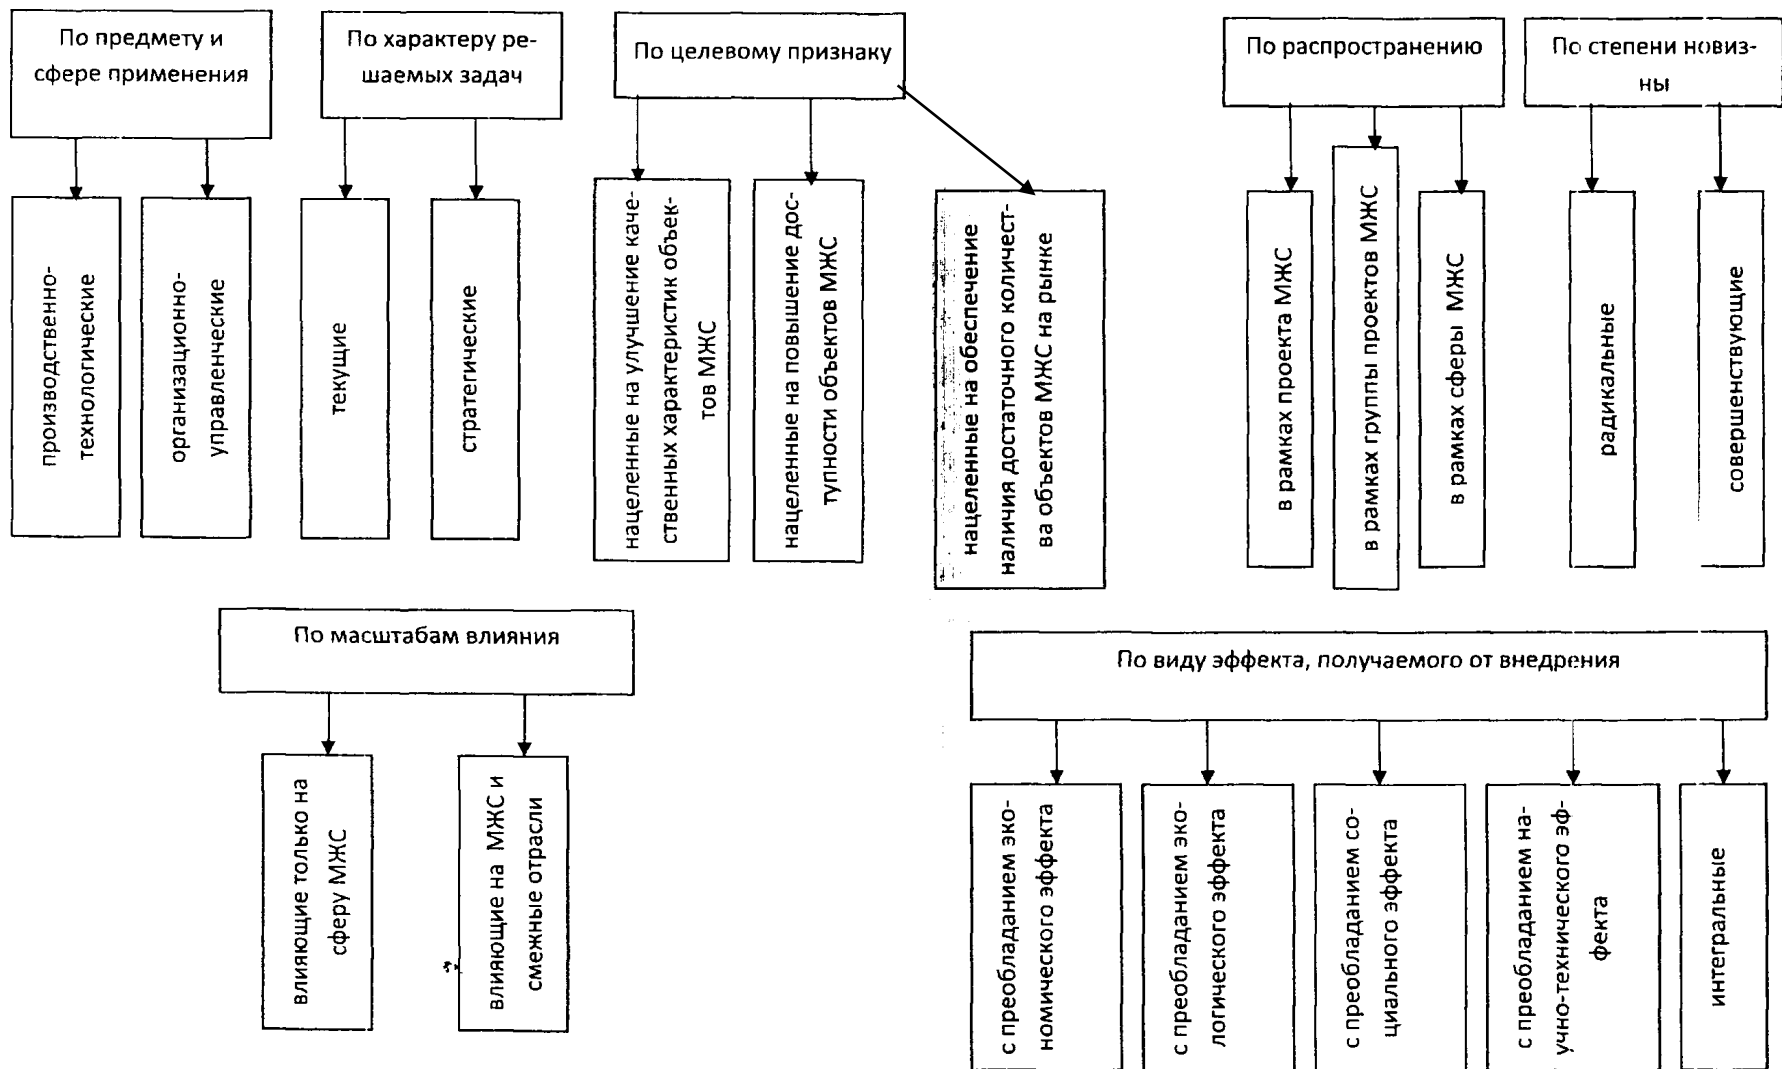 По предмету и
сфере применения
производственно-
технологические
организационно-
управленческие
По характеру ре-
шаемых задач
текущие
стратегические
По целевому признаку
нацеленные на улучшение каче-
ственных характеристик объек-
тов МЖС
нацеленные на повышение дос-
тупности объектов МЖС
нацеленные на обеспечение
наличия достаточного количест-
ва объектов МЖС на рынке
По распространению
в рамках проекта МЖС
в рамках группы проектов МЖС
в рамках сферы МЖС
По степени новиз-
ны
радикальные
совершенствующие
По масштабам влияния
влияющие только на
сферу МЖС
влияющие на МЖС и
смежные отрасли
По виду эффекта, получаемого от внедрения
с преобладанием эко-
номического эффекта
с преобладанием эко-
логического эффекта
с преобладанием со-
циального эффекта
с преобладанием на-
учно-технического эф-
фекта
интегральные